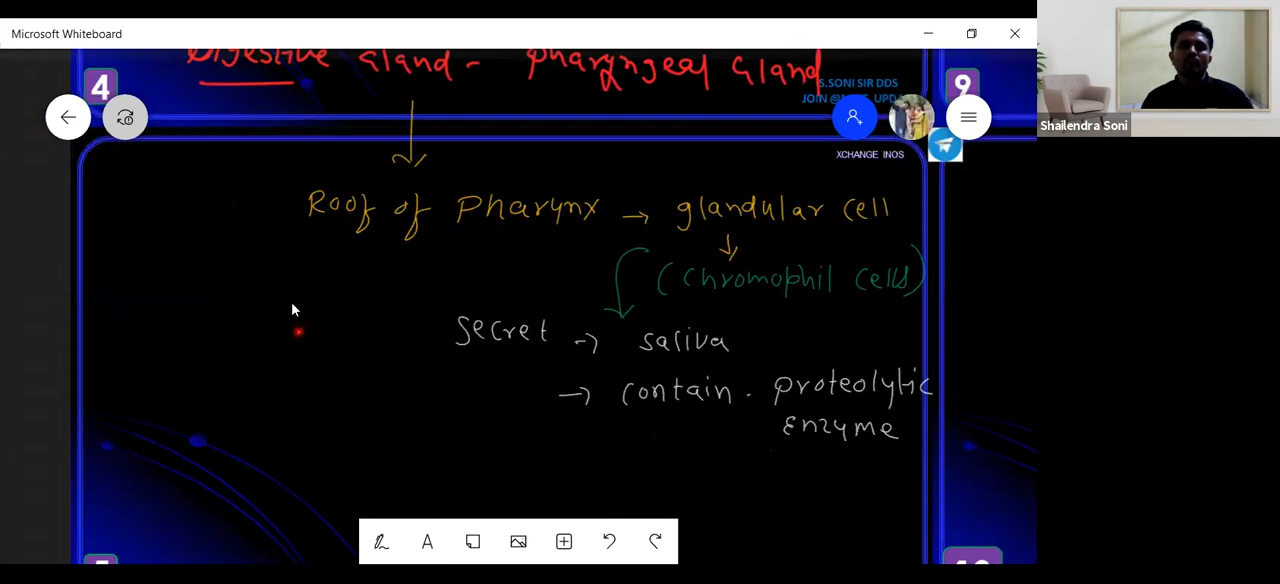 Microsoft Whiteboard
Digestive Gland - Pharyngeal Gland
4
S.SONI SIR DDS
9
Shailendra Soni
XCHANGE INOS
Roof of Pharynx → glandular cell
(Chromophil cells)
Secret → saliva
→ contain - proteolytic
Enzyme